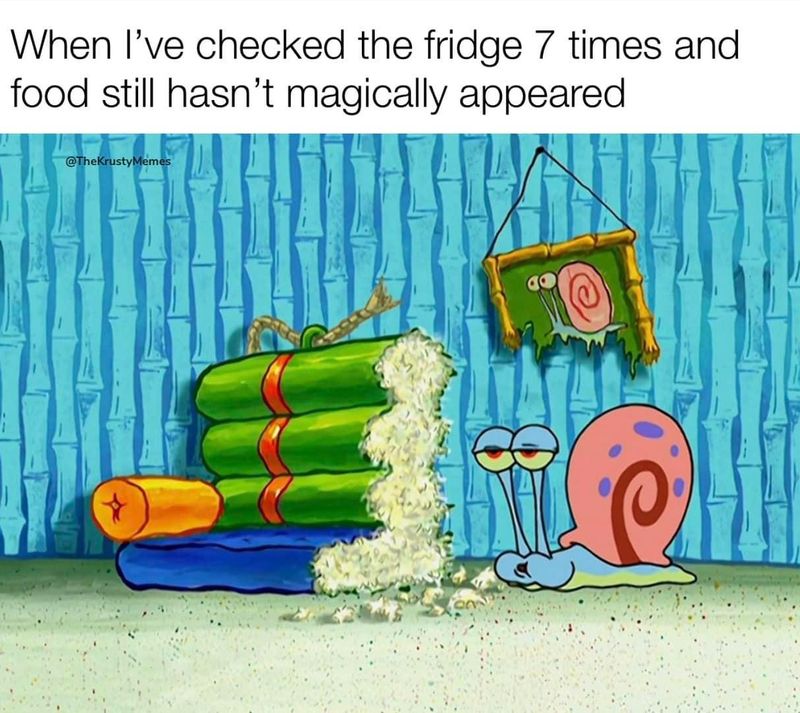 When I’ve checked the fridge 7 times and
food still hasn’t magically appeared
@TheKrustyMemes